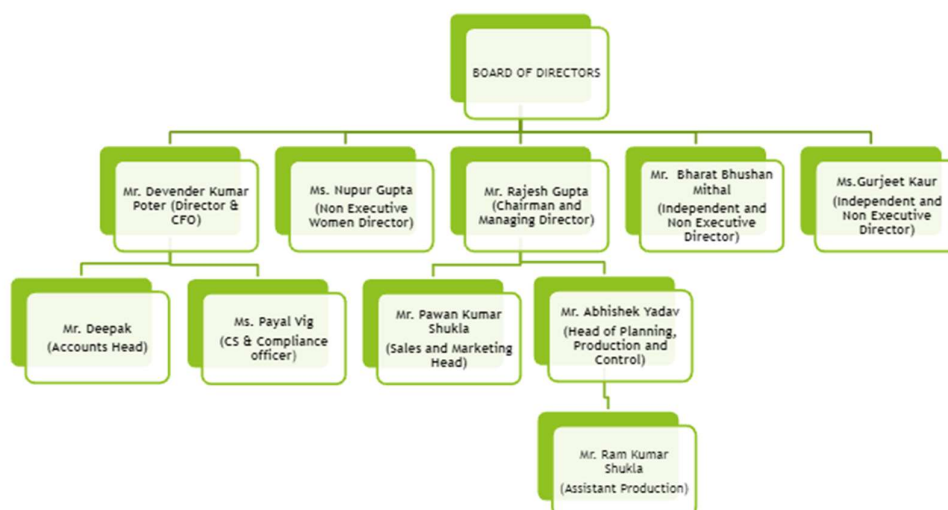 BOARD OF DIRECTORS
Mr. Devender Kumar
Poter (Director &
CFO)
Ms. Nupur Gupta
(Non Executive
Women Director)
Mr. Rajesh Gupta
(Chairman and
Managing Director)
Mr.  Bharat Bhushan
Mithal
(Independent and
Non Executive
Director)
Ms.Gurjeet Kaur
(Independent and
Non Executive
Director)
Mr. Deepak
(Accounts Head)
Ms. Payal Vig
(CS & Compliance
officer)
Mr. Pawan Kumar
Shukla
(Sales and Marketing
Head)
Mr. Abhishek Yadav
(Head of Planning,
Production and
Control)
Mr. Ram Kumar
Shukla
(Assistant Production)